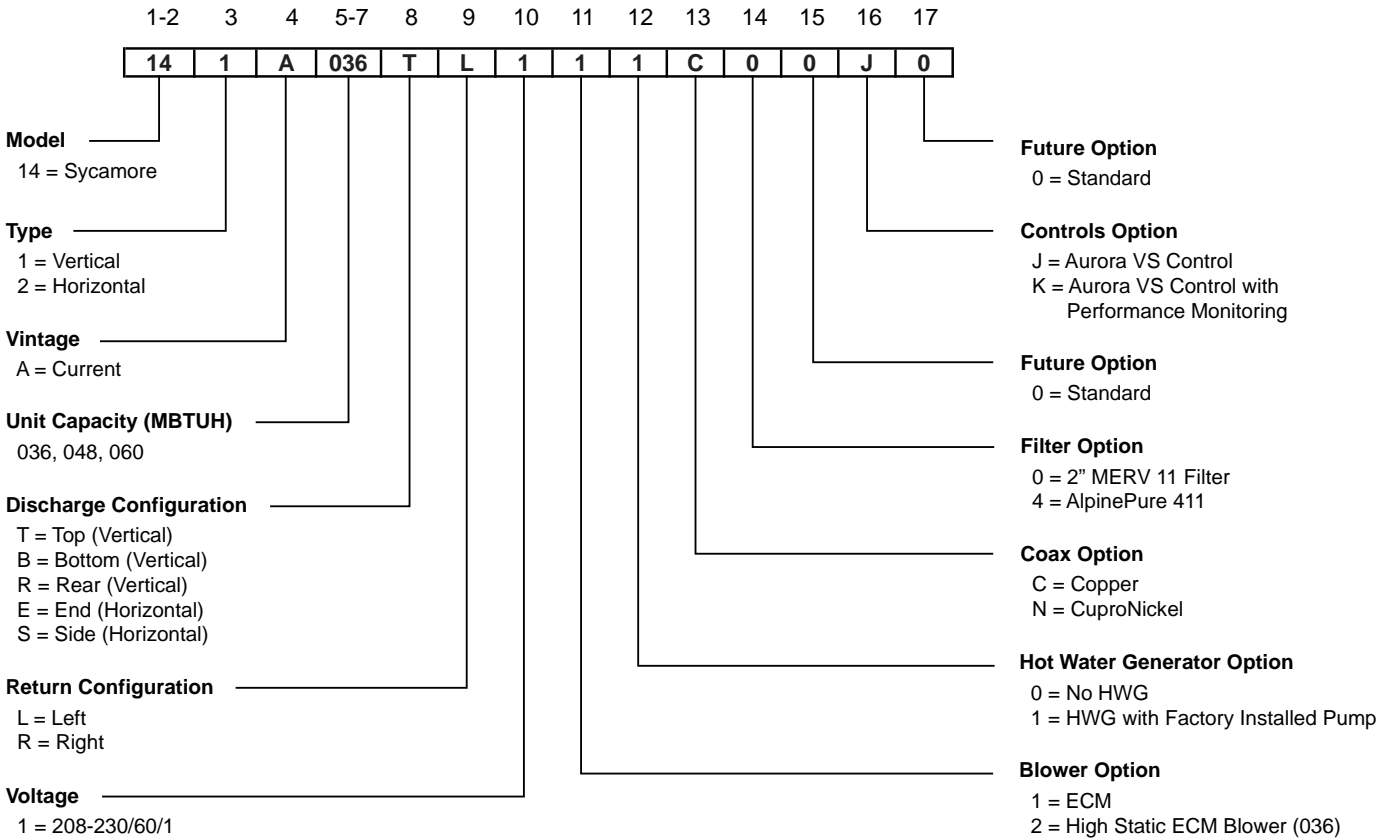 1-2 3 4 5-7 8 9 10 11 12 13 14 15 16 17
14 1 A 036 T L 1 1 1 C 0 0 J 0
Model
14 = Sycamore
Type
1 = Vertical
2 = Horizontal
Vintage
A = Current
Unit Capacity (MBTUH)
036, 048, 060
Discharge Configuration
T = Top (Vertical)
B = Bottom (Vertical)
R = Rear (Vertical)
E = End (Horizontal)
S = Side (Horizontal)
Return Configuration
L = Left
R = Right
Voltage
1 = 208-230/60/1
Future Option
0 = Standard
Controls Option
J = Aurora VS Control
K = Aurora VS Control with
Performance Monitoring
Future Option
0 = Standard
Filter Option
0 = 2” MERV 11 Filter
4 = AlpinePure 411
Coax Option
C = Copper
N = CuproNickel
Hot Water Generator Option
0 = No HWG
1 = HWG with Factory Installed Pump
Blower Option
1 = ECM
2 = High Static ECM Blower (036)